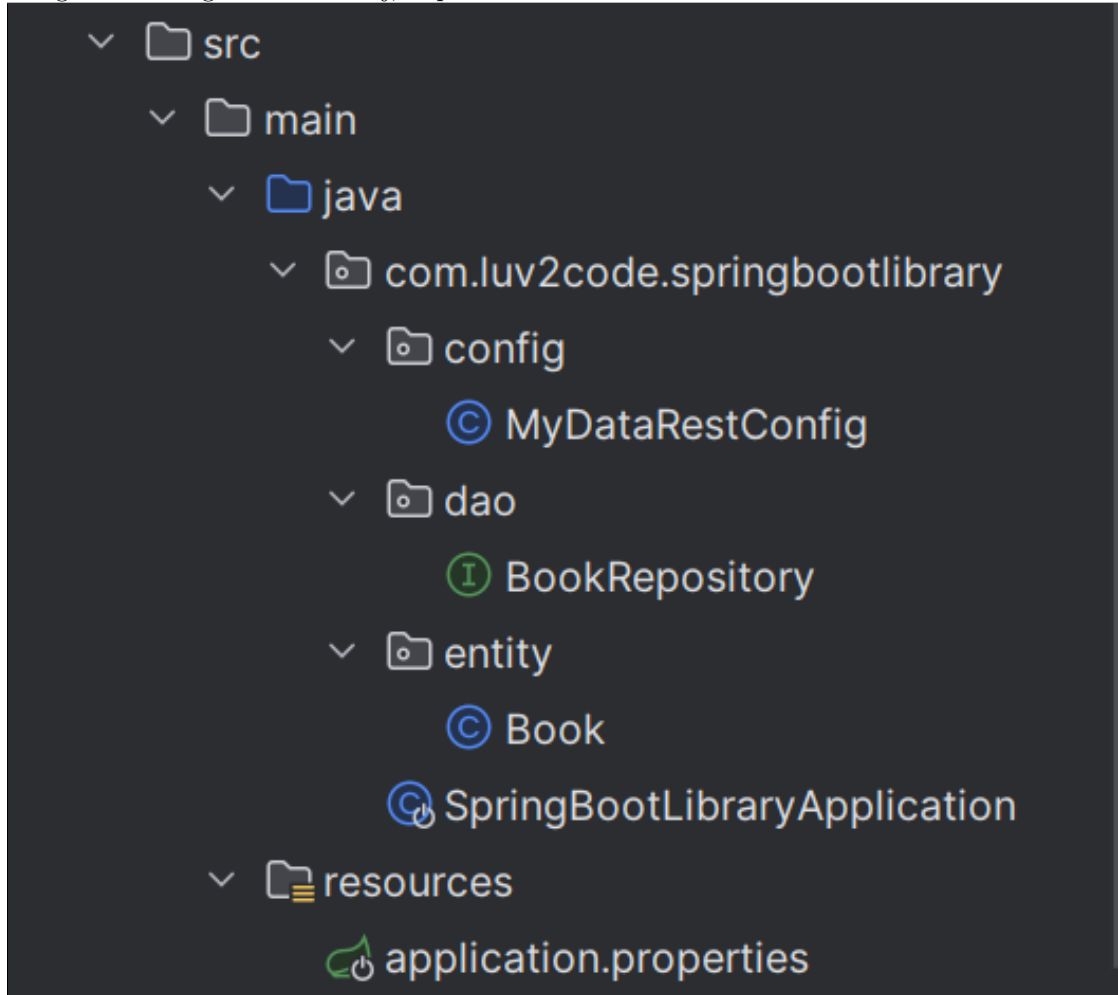 src
main
java
com.luv2code.springbootlibrary
config
MyDataRestConfig
dao
BookRepository
entity
Book
SpringBootLibraryApplication
resources
application.properties